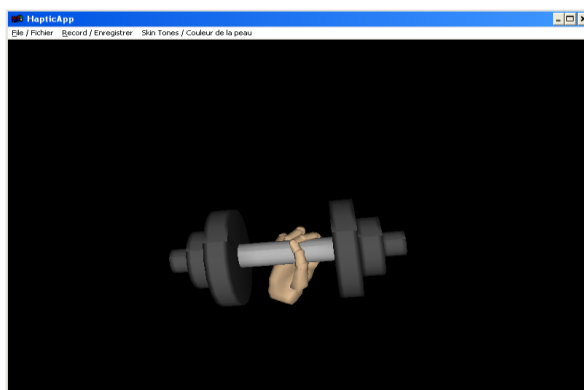 HapticApp
File / Fichier Record / Enregistrer Skin Tones / Couleur de la peau